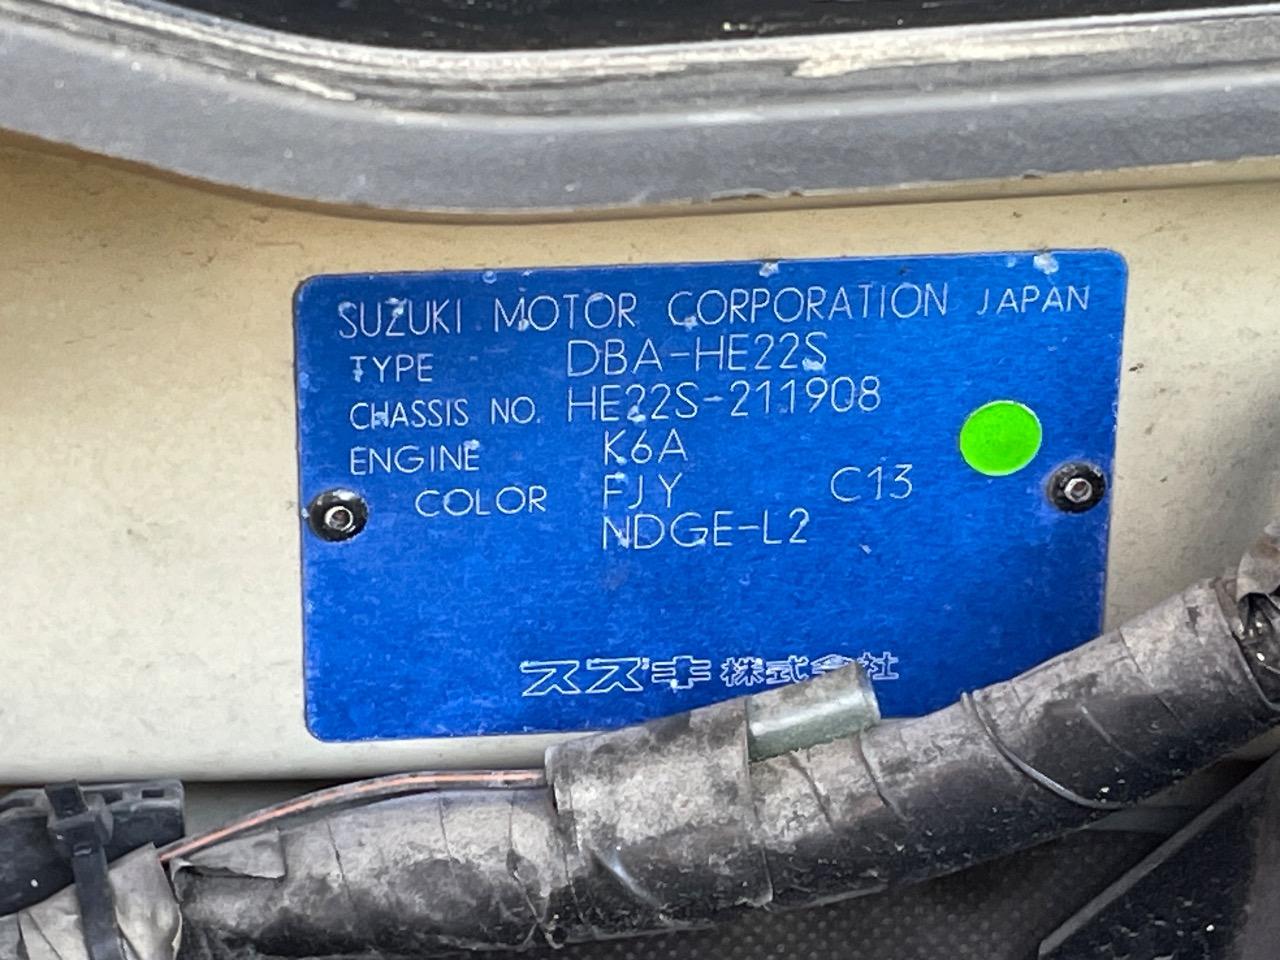 SUZUKI MOTOR CORPORATION JAPAN
TYPE DBA-HE22S
CHASSIS NO. HE22S-211908
ENGINE K6A
COLOR FJY C13
NDGE-L2
スズキ株式会社